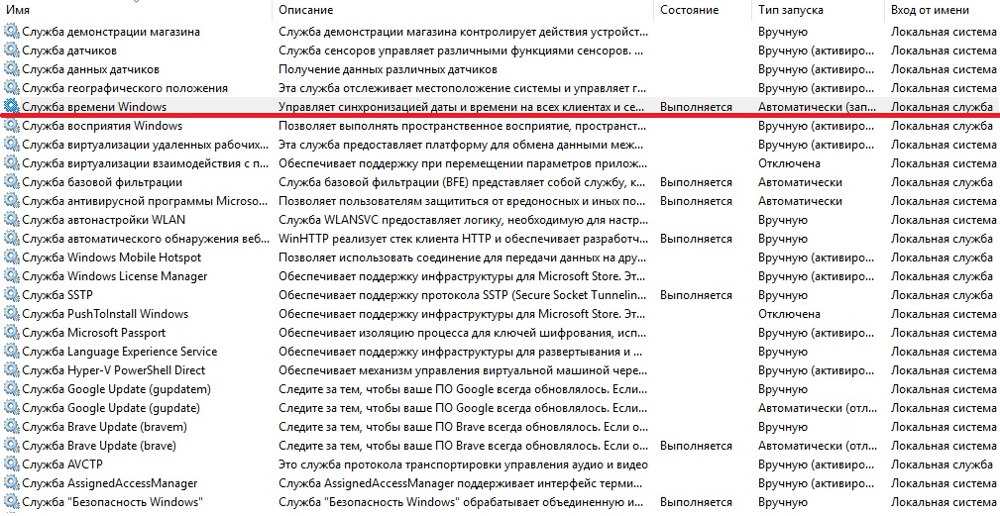 Имя Описание Состояние Тип запуска Вход от имени
Служба демонстрации магазина Служба демонстрации магазина контролирует действия устройст... Вручную Локальная система
Служба датчиков Служба сенсоров управляет различными функциями сенсоров. ... Вручную (активиро... Локальная система
Служба данных датчиков Получение данных различных датчиков Вручную (активиро... Локальная система
Служба географического положения Эта служба отслеживает местоположение системы и управляет г... Вручную (активиро... Локальная система
Служба времени Windows Управляет синхронизацией даты и времени на всех клиентах и се... Выполняется Автоматически (зап... Локальная служба
Служба восприятия Windows Позволяет выполнять пространственное восприятие, пространст... Вручную (активиро... Локальная служба
Служба виртуализации удаленных рабочих... Эта служба предоставляет платформу для обмена данными меж... Вручную (активиро... Локальная система
Служба виртуализации взаимодействия с п... Обеспечивает поддержку при перемещении параметров прилож... Отключена Локальная система
Служба базовой фильтрации Служба базовой фильтрации (BFE) представляет собой службу, к... Выполняется Автоматически Локальная служба
Служба антивирусной программы Microso... Позволяет пользователям защититься от вредоносных и иных по... Выполняется Автоматически Локальная система
Служба автонастройки WLAN Служба WLANSVC предоставляет логику, необходимую для настр... Вручную Локальная система
Служба автоматического обнаружения веб... WinHTTP реализует стек клиента HTTP и обеспечивает разработч... Выполняется Вручную Локальная служба
Служба Windows Mobile Hotspot Позволяет использовать соединение для передачи данных на дру... Вручную (активиро... Локальная служба
Служба Windows License Manager Обеспечивает поддержку инфраструктуры для Microsoft Store. Эт... Вручную (активиро... Локальная служба
Служба SSTP Обеспечивает поддержку протокола SSTP (Secure Socket Tunnelin... Выполняется Вручную Локальная служба
Служба PushToInstall Windows Обеспечивает поддержку инфраструктуры для Microsoft Store. Эт... Отключена Локальная система
Служба Microsoft Passport Обеспечивает изоляцию процесса для ключей шифрования, исп... Вручную (активиро... Локальная система
Служба Language Experience Service Обеспечивает поддержку инфраструктуры для развертывания и ... Вручную Локальная система
Служба Hyper-V PowerShell Direct Обеспечивает механизм управления виртуальной машиной чере... Вручную (активиро... Локальная система
Служба Google Update (gupdatem) Следите за тем, чтобы ваше ПО Google всегда обновлялось. Если... Вручную Локальная система
Служба Google Update (gupdate) Следите за тем, чтобы ваше ПО Google всегда обновлялось. Если... Автоматически (отл... Локальная система
Служба Brave Update (bravem) Следите за тем, чтобы ваше ПО Brave всегда обновлялось. Если о... Вручную Локальная система
Служба Brave Update (brave) Следите за тем, чтобы ваше ПО Brave всегда обновлялось. Если о... Выполняется Автоматически (отл... Локальная система
Служба AVCTP Это служба протокола транспортировки управления аудио и видео Вручную (активиро... Локальная служба
Служба AssignedAccessManager Служба AssignedAccessManager поддерживает интерфейс терми... Вручную (активиро... Локальная система
Служба "Безопасность Windows" Служба "Безопасность Windows" обрабатывает объединенную и... Выполняется Вручную Локальная система